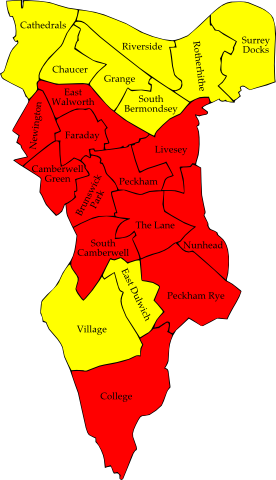 Cathedrals
Riverside
Rotherhithe
Surrey
Docks
Chaucer
Grange
South
Bermondsey
East
Walworth
Newington
Faraday
Livesey
Camberwell
Green
Brunswick
Park
Peckham
The Lane
South
Camberwell
Nunhead
East Dulwich
Peckham Rye
Village
College